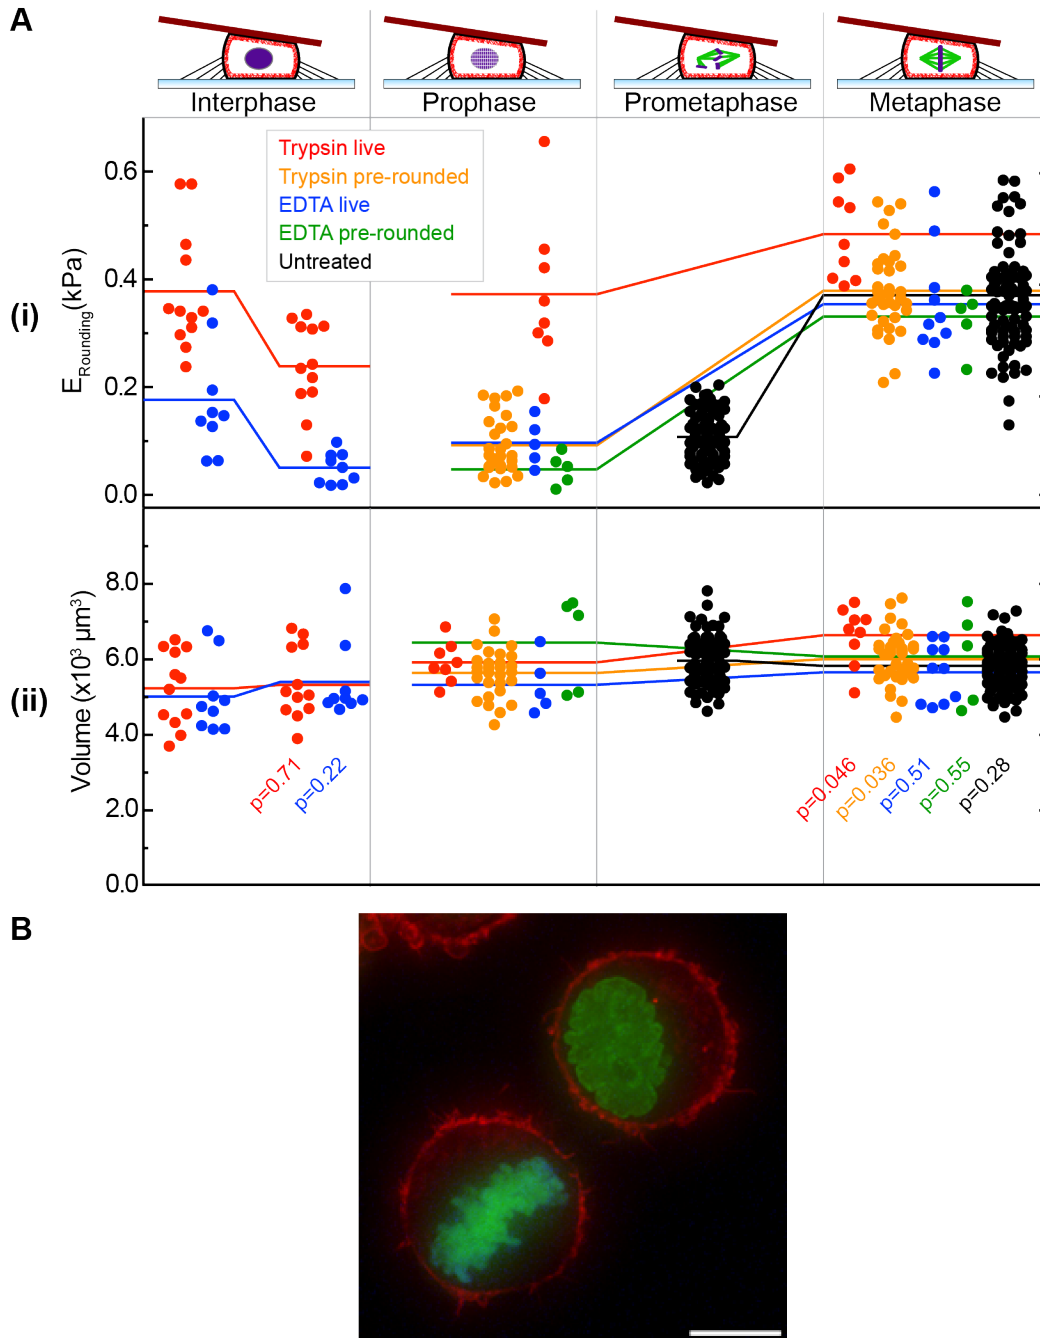 A
Interphase
Prophase
Prometaphase
Metaphase
Trypsin live
Trypsin pre-rounded
EDTA live
EDTA pre-rounded
Untreated
(i)
E_Rounding(kPa)
0.6
0.4
0.2
0.0
(ii)
Volume (x10³ µm³)
8.0
6.0
4.0
2.0
0.0
p=0.71
p=0.22
p=0.046
p=0.036
p=0.51
p=0.55
p=0.28
B